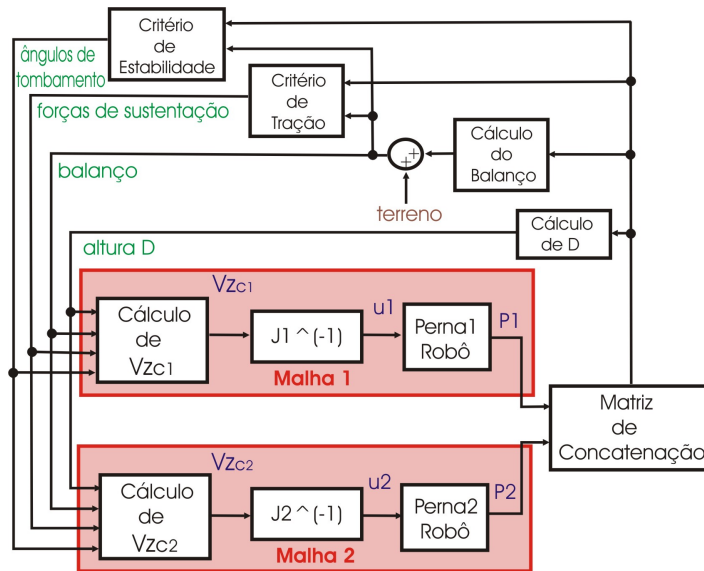 Critério
de
Estabilidade
ângulos de
tombamento
Critério
de
Tração
forças de sustentação
Cálculo
do
Balanço
+
+
balanço
terreno
Cálculo
de D
altura D
Vzc1
Cálculo
de
Vzc1
J1^(-1)
u1
Perna1
Robô
P1
Malha 1
Matriz
de
Concatenação
Vzc2
Cálculo
de
Vzc2
J2^(-1)
u2
Perna2
Robô
P2
Malha 2